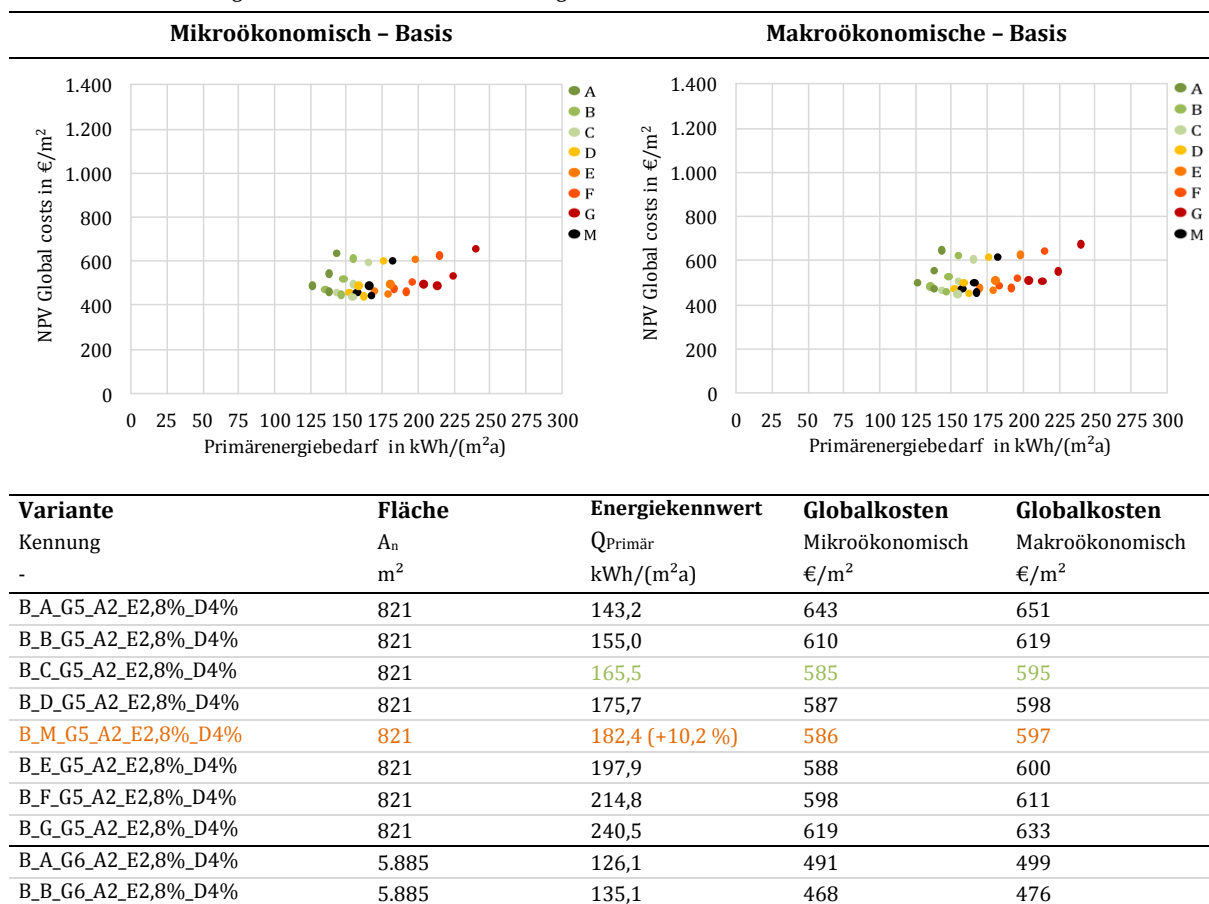 Mikroökonomisch – Basis
Makroökonomische – Basis
NPV Global costs in €/m²
1.400
1.200
1.000
800
600
400
200
0
0 25 50 75 100 125 150 175 200 225 250 275 300
Primärenergiebedarf in kWh/(m²a)
A
B
C
D
E
F
G
M
NPV Global costs in €/m²
1.400
1.200
1.000
800
600
400
200
0
0 25 50 75 100 125 150 175 200 225 250 275 300
Primärenergiebedarf in kWh/(m²a)
A
B
C
D
E
F
G
M
Variante Fläche Energiekennwert Globalkosten Globalkosten
Kennung An QPrimär Mikroökonomisch Makroökonomisch
- m² kWh/(m²a) €/m² €/m²
B_A_G5_A2_E2,8%_D4% 821 143,2 643 651
B_B_G5_A2_E2,8%_D4% 821 155,0 610 619
B_C_G5_A2_E2,8%_D4% 821 165,5 585 595
B_D_G5_A2_E2,8%_D4% 821 175,7 587 598
B_M_G5_A2_E2,8%_D4% 821 182,4 (+10,2 %) 586 597
B_E_G5_A2_E2,8%_D4% 821 197,9 588 600
B_F_G5_A2_E2,8%_D4% 821 214,8 598 611
B_G_G5_A2_E2,8%_D4% 821 240,5 619 633
B_A_G6_A2_E2,8%_D4% 5.885 126,1 491 499
B_B_G6_A2_E2,8%_D4% 5.885 135,1 468 476